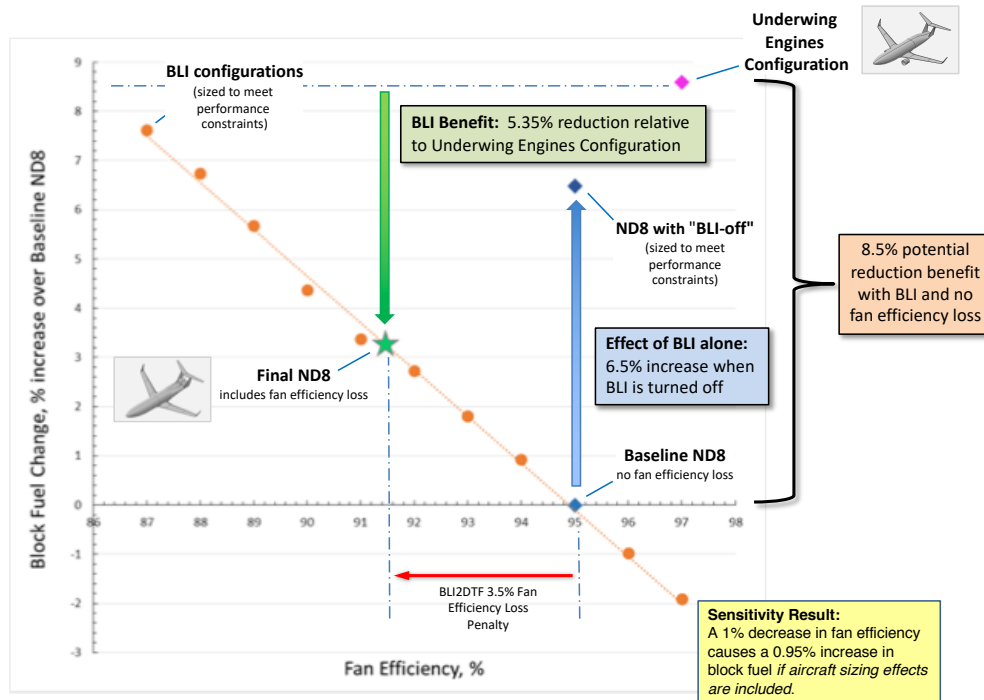 Underwing
Engines
Configuration
BLI configurations
(sized to meet
performance
constraints)
BLI Benefit: 5.35% reduction relative
to Underwing Engines Configuration
ND8 with "BLI-off"
(sized to meet
performance
constraints)
8.5% potential
reduction benefit
with BLI and no
fan efficiency loss
Effect of BLI alone:
6.5% increase when
BLI is turned off
Final ND8
includes fan efficiency loss
Baseline ND8
no fan efficiency loss
BLI2DTF 3.5% Fan
Efficiency Loss
Penalty
Sensitivity Result:
A 1% decrease in fan efficiency
causes a 0.95% increase in
block fuel if aircraft sizing effects
are included.
Block Fuel Change, % increase over Baseline ND8
9
8
7
6
5
4
3
2
1
0
-1
-2
-3
86 87 88 89 90 91 92 93 94 95 96 97 98
Fan Efficiency, %